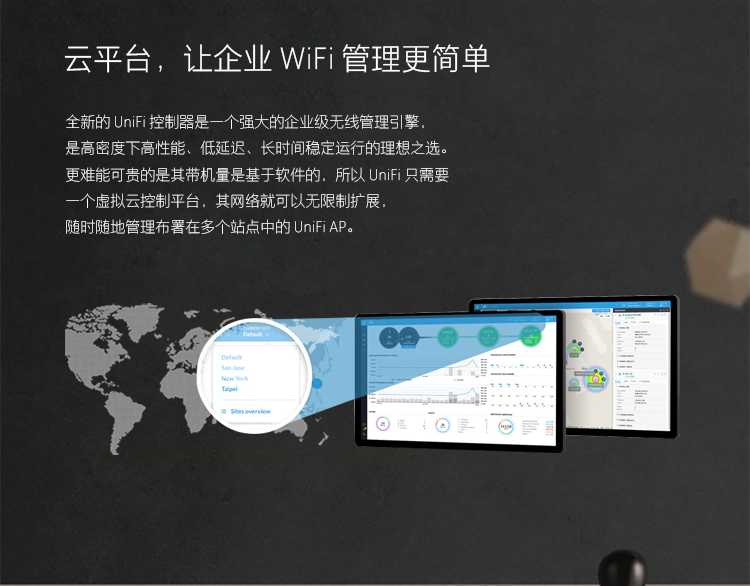 云平台，让企业 WiFi 管理更简单
全新的 UniFi 控制器是一个强大的企业级无线管理引擎，
是高密度下高性能、低延迟、长时间稳定运行的理想之选。
更难能可贵的是其带机量是基于软件的，所以 UniFi 只需要
一个虚拟云控制平台，其网络就可以无限制扩展，
随时随地管理布署在多个站点中的 UniFi AP。
CURRENT SITE
Default
Default
San Jose
New York
Taipei
Sites overview